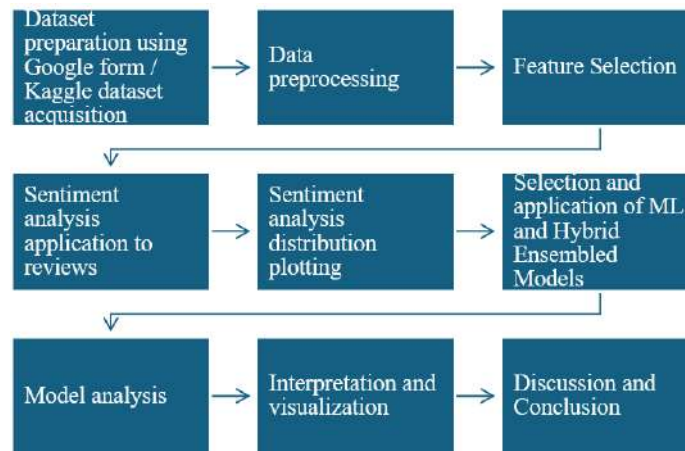 Dataset
preparation using
Google form /
Kaggle dataset
acquisition
Data
preprocessing
Feature Selection
Sentiment
analysis
application to
reviews
Sentiment
analysis
distribution
plotting
Selection and
application of ML
and Hybrid
Ensembled
Models
Model analysis
Interpretation and
visualization
Discussion and
Conclusion